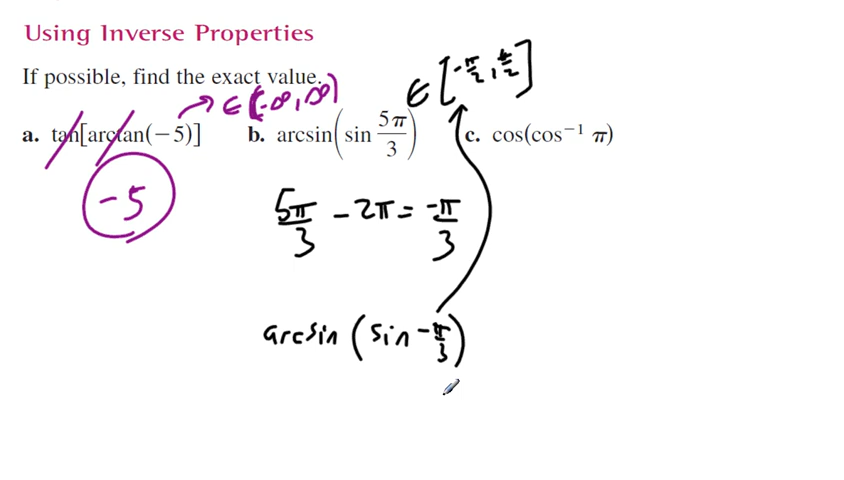 Using Inverse Properties
If possible, find the exact value.
∈ (-∞, ∞)
∈ [-π/2, π/2]
a. tan[arctan(−5)] b. arcsin(sin 5π/3) c. cos(cos⁻¹ π)
-5
5π/3 - 2π = -π/3
arcsin (sin -π/3)